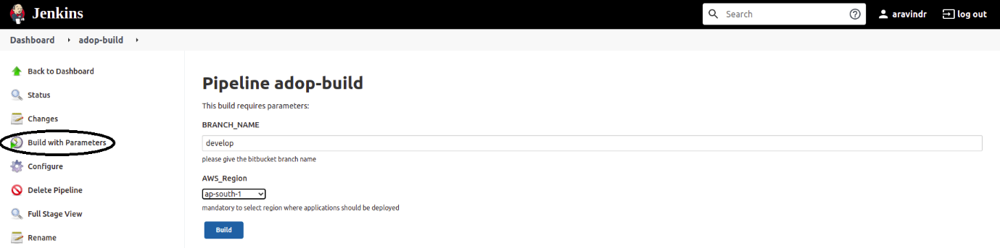 Jenkins
Search
aravindr
log out
Dashboard
adop-build
Back to Dashboard
Status
Changes
Build with Parameters
Configure
Delete Pipeline
Full Stage View
Rename
Pipeline adop-build
This build requires parameters:
BRANCH_NAME
develop
please give the bitbucket branch name
AWS_Region
ap-south-1
mandatory to select region where applications should be deployed
Build